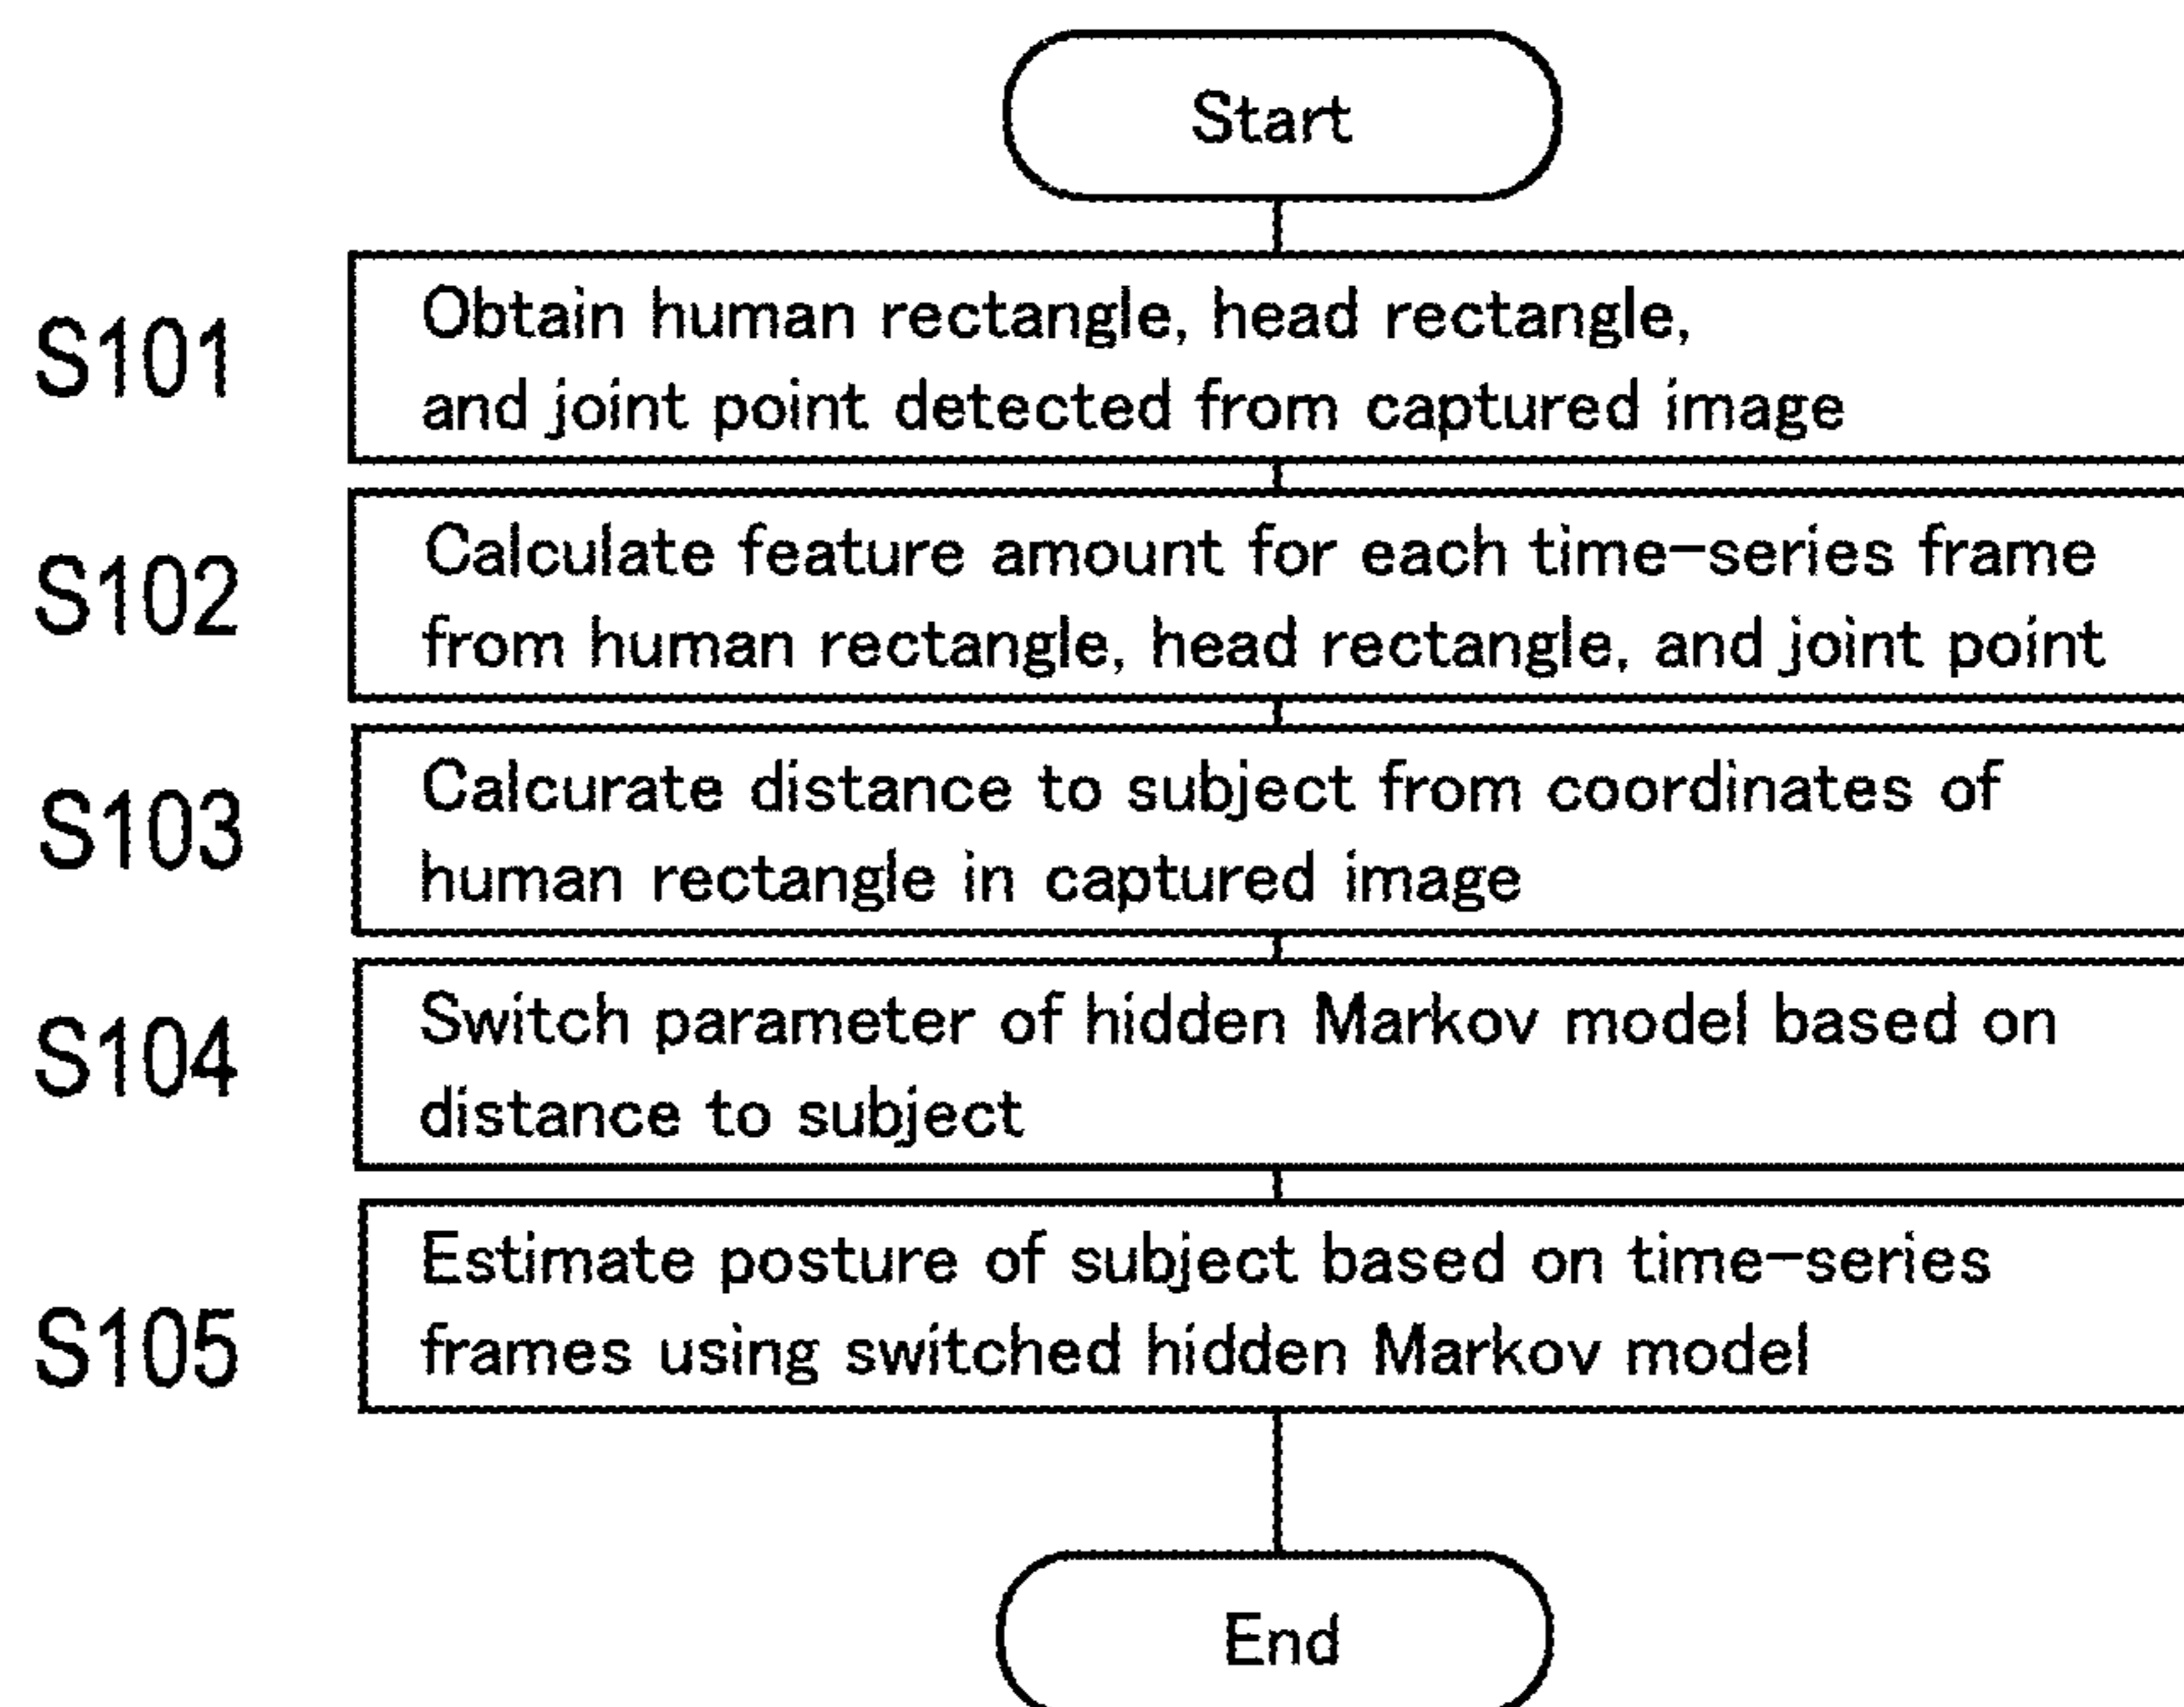 Start
S101
Obtain human rectangle, head rectangle,
and joint point detected from captured image
S102
Calculate feature amount for each time-series frame
from human rectangle, head rectangle, and joint point
S103
Calcurate distance to subject from coordinates of
human rectangle in captured image
S104
Switch parameter of hidden Markov model based on
distance to subject
S105
Estimate posture of subject based on time-series
frames using switched hidden Markov model
End